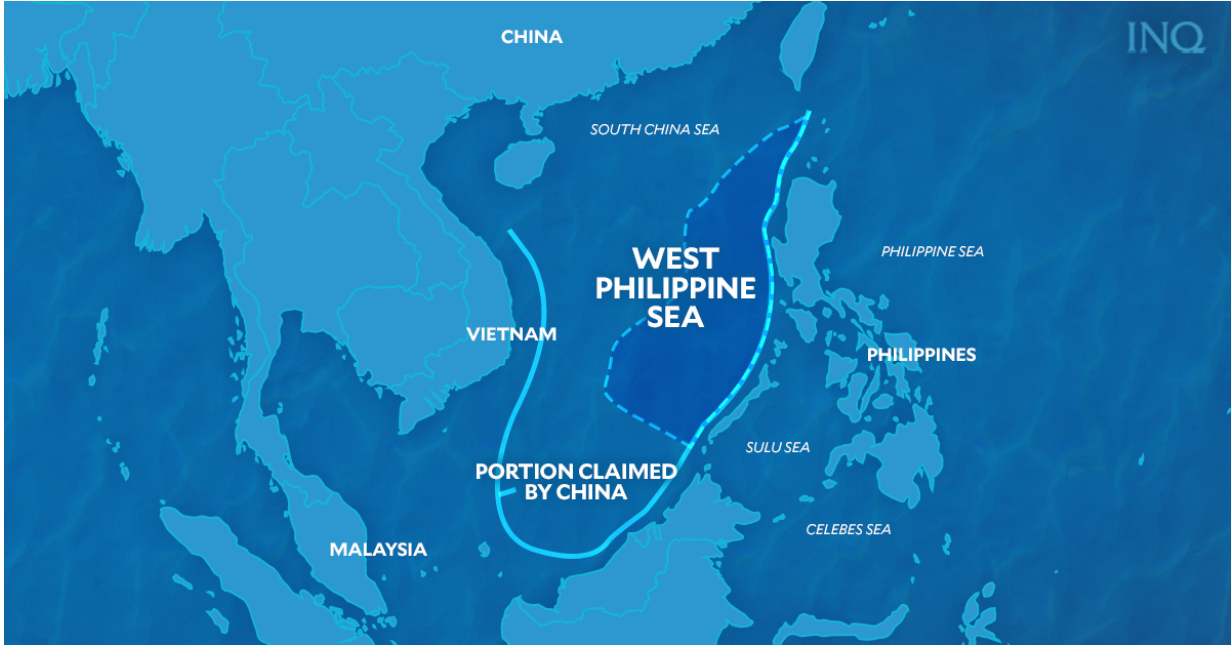 CHINA
INQ
SOUTH CHINA SEA
WEST
PHILIPPINE
SEA
PHILIPPINE SEA
VIETNAM
PHILIPPINES
SULU SEA
PORTION CLAIMED
BY CHINA
CELEBES SEA
MALAYSIA